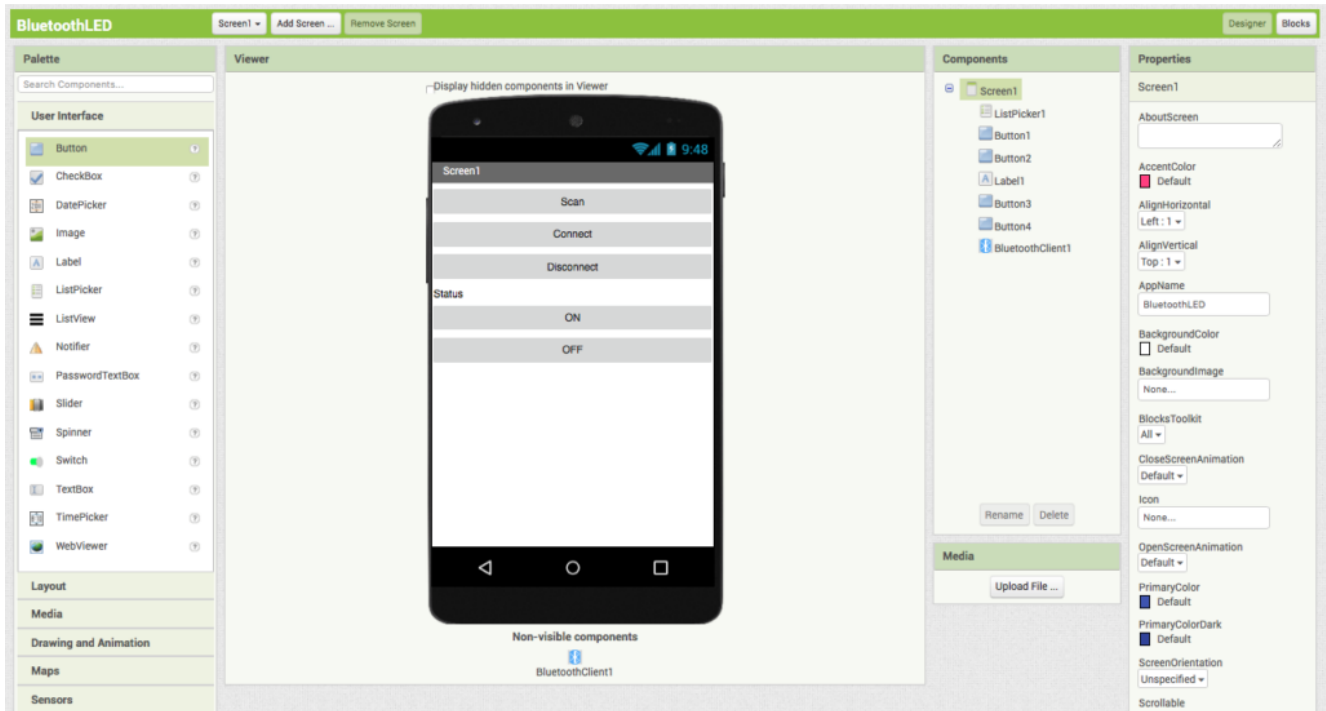 BluetoothLED
Screen1
Add Screen ...
Remove Screen
Designer
Blocks
Palette
Search Components...
User Interface
Button
CheckBox
DatePicker
Image
Label
ListPicker
ListView
Notifier
PasswordTextBox
Slider
Spinner
Switch
TextBox
TimePicker
WebViewer
Layout
Media
Drawing and Animation
Maps
Sensors
Viewer
Display hidden components in Viewer
9:48
Screen1
Scan
Connect
Disconnect
Status
ON
OFF
Non-visible components
BluetoothClient1
Components
Screen1
ListPicker1
Button1
Button2
Label1
Button3
Button4
BluetoothClient1
Rename
Delete
Media
Upload File ...
Properties
Screen1
AboutScreen
AccentColor
Default
AlignHorizontal
Left : 1
AlignVertical
Top : 1
AppName
BluetoothLED
BackgroundColor
Default
BackgroundImage
None...
BlocksToolkit
All
CloseScreenAnimation
Default
Icon
None...
OpenScreenAnimation
Default
PrimaryColor
Default
PrimaryColorDark
Default
ScreenOrientation
Unspecified
Scrollable